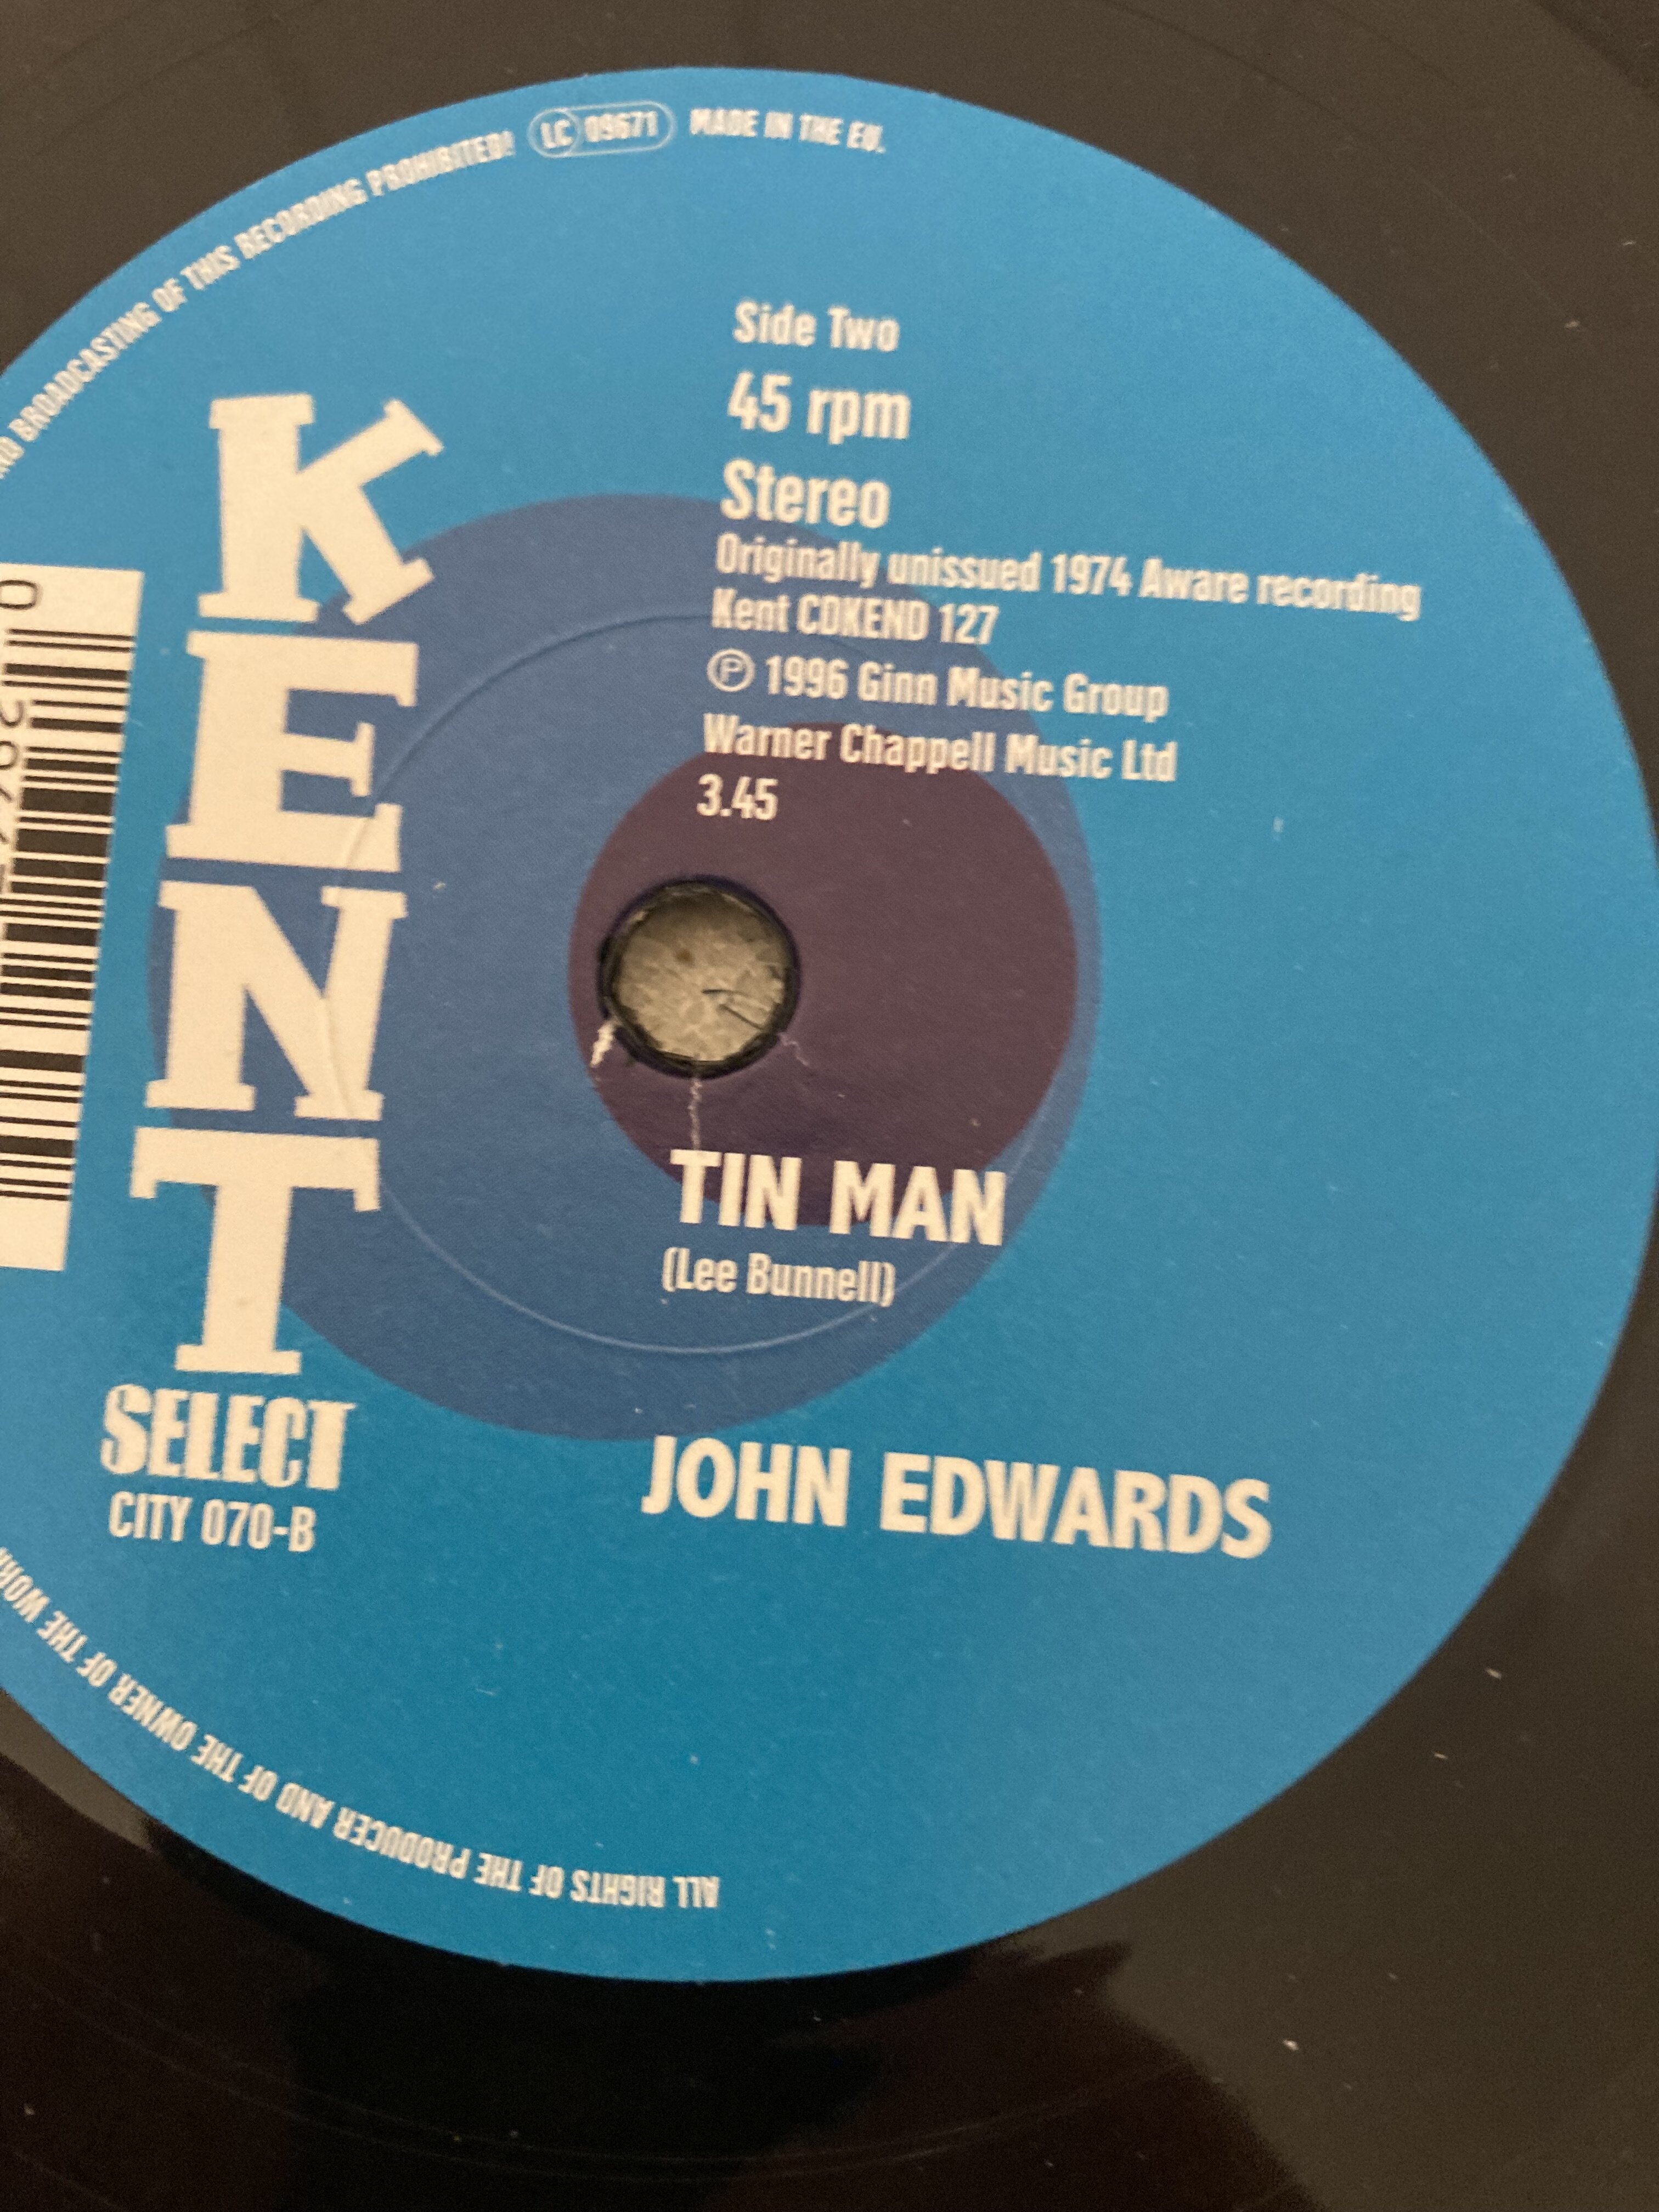 BROADCASTING OF THIS RECORDING PROHIBITED! LC 09671 MADE IN THE EU.
Side Two
45 rpm
Stereo
Originally unissued 1974 Aware recording
Kent CDKEND 127
℗ 1996 Ginn Music Group
Warner Chappell Music Ltd
3.45
KENT
SELECT
CITY 070-B
TIN MAN
(Lee Bunnell)
JOHN EDWARDS
ALL RIGHTS OF THE PRODUCER AND OF THE OWNER OF THE